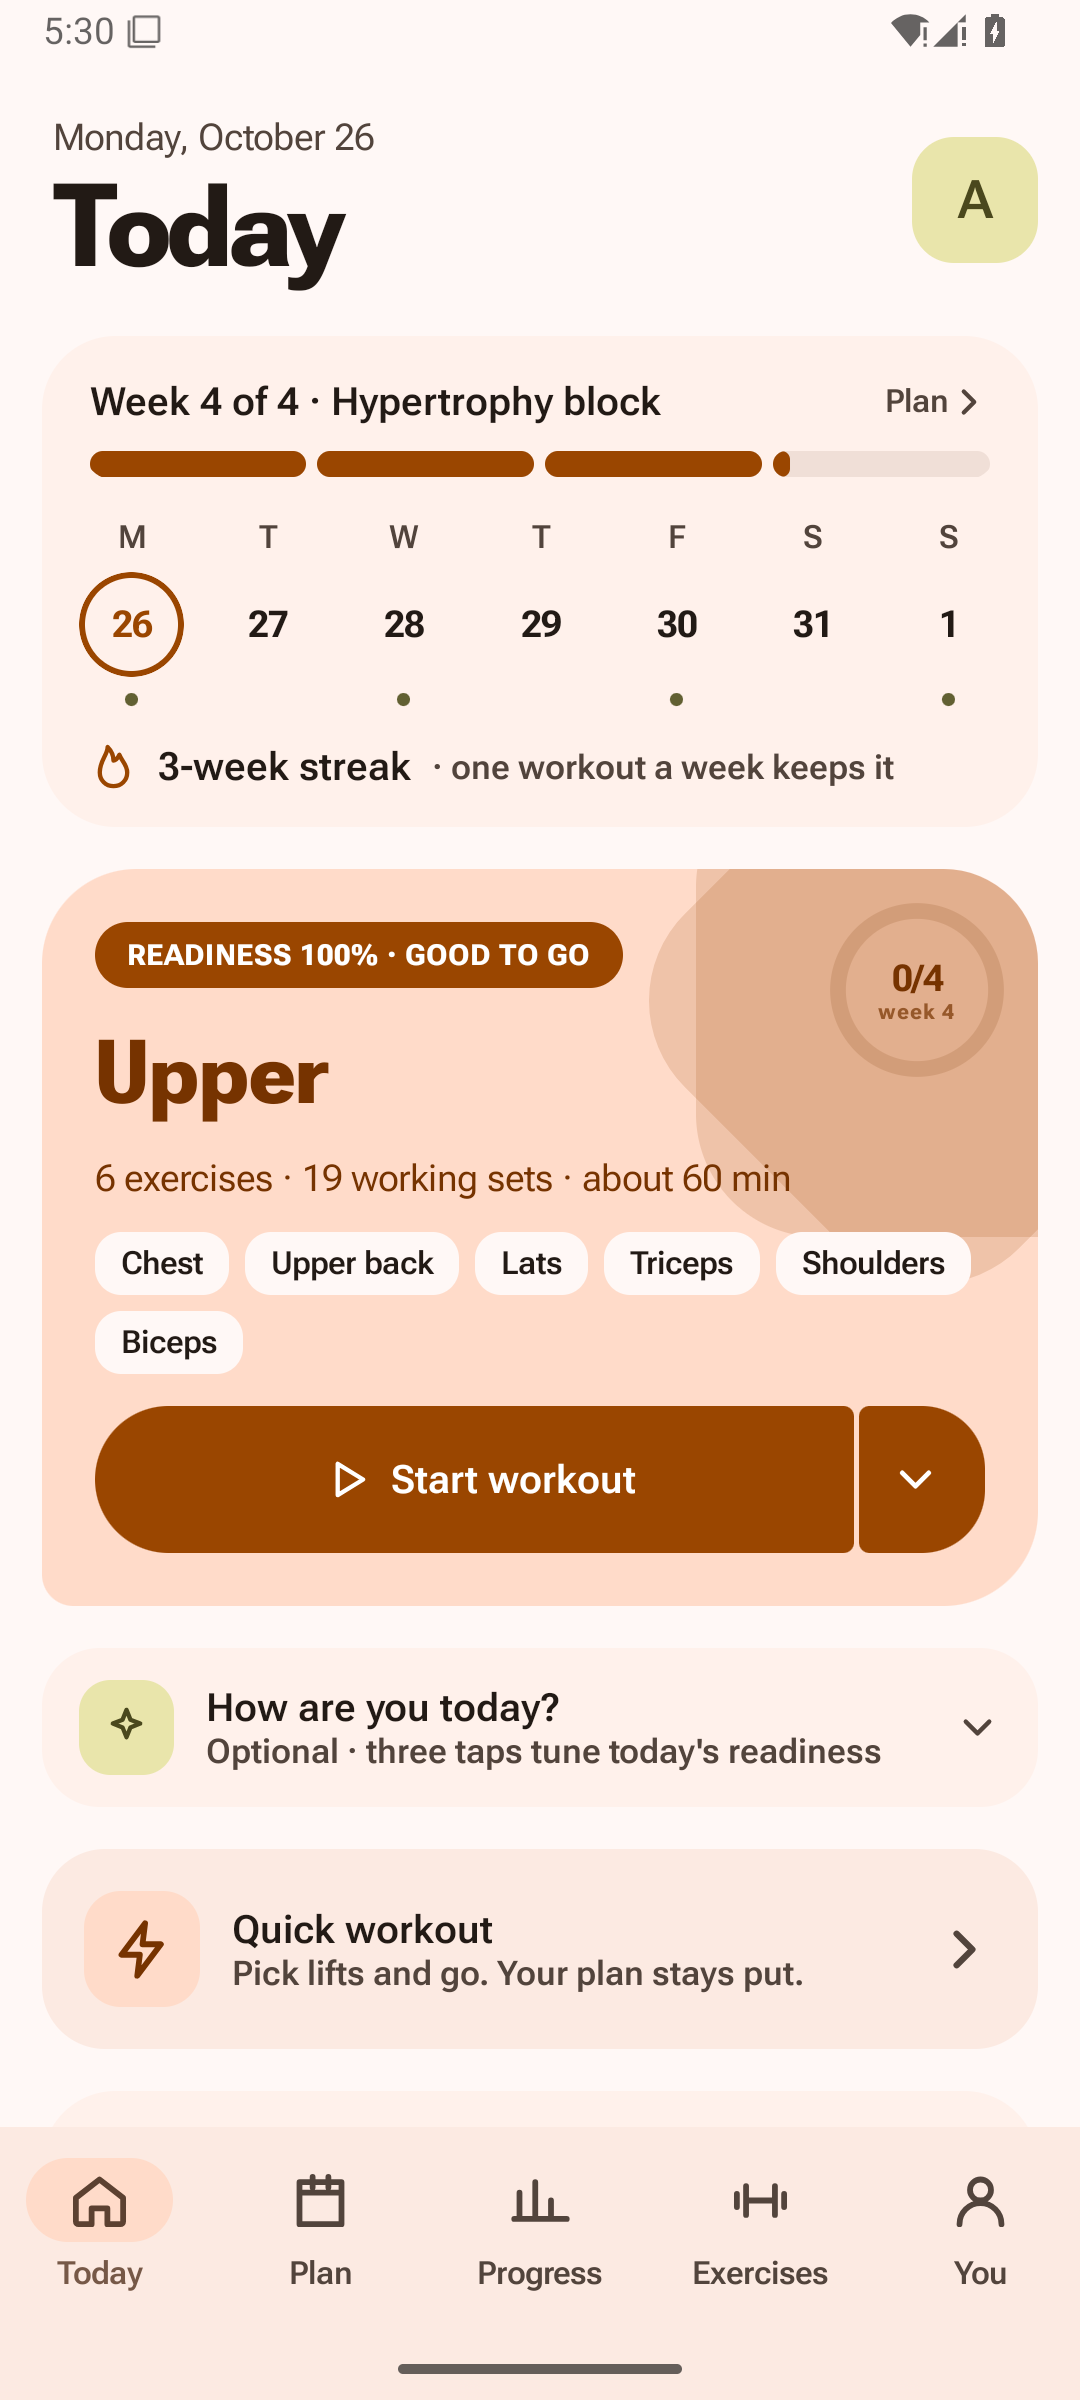 5:30
Monday, October 26
Today
A
Week 4 of 4 · Hypertrophy block
Plan
M T W T F S S
26 27 28 29 30 31 1
3-week streak · one workout a week keeps it
READINESS 100% · GOOD TO GO
0/4
week 4
Upper
6 exercises · 19 working sets · about 60 min
Chest Upper back Lats Triceps Shoulders
Biceps
Start workout
How are you today?
Optional · three taps tune today's readiness
Quick workout
Pick lifts and go. Your plan stays put.
Today Plan Progress Exercises You